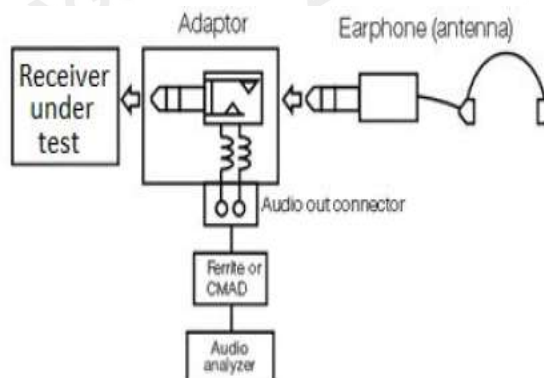 Adaptor
Earphone (antenna)
Receiver
under
test
Audio out connector
Ferrite or
CMAD
Audio
analyzer